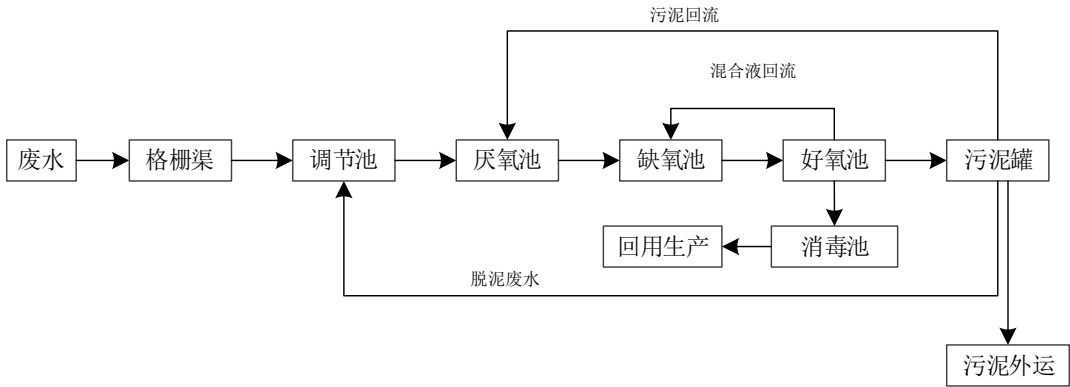 污泥回流
混合液回流
废水
格栅渠
调节池
厌氧池
缺氧池
好氧池
污泥罐
回用生产
消毒池
脱泥废水
污泥外运